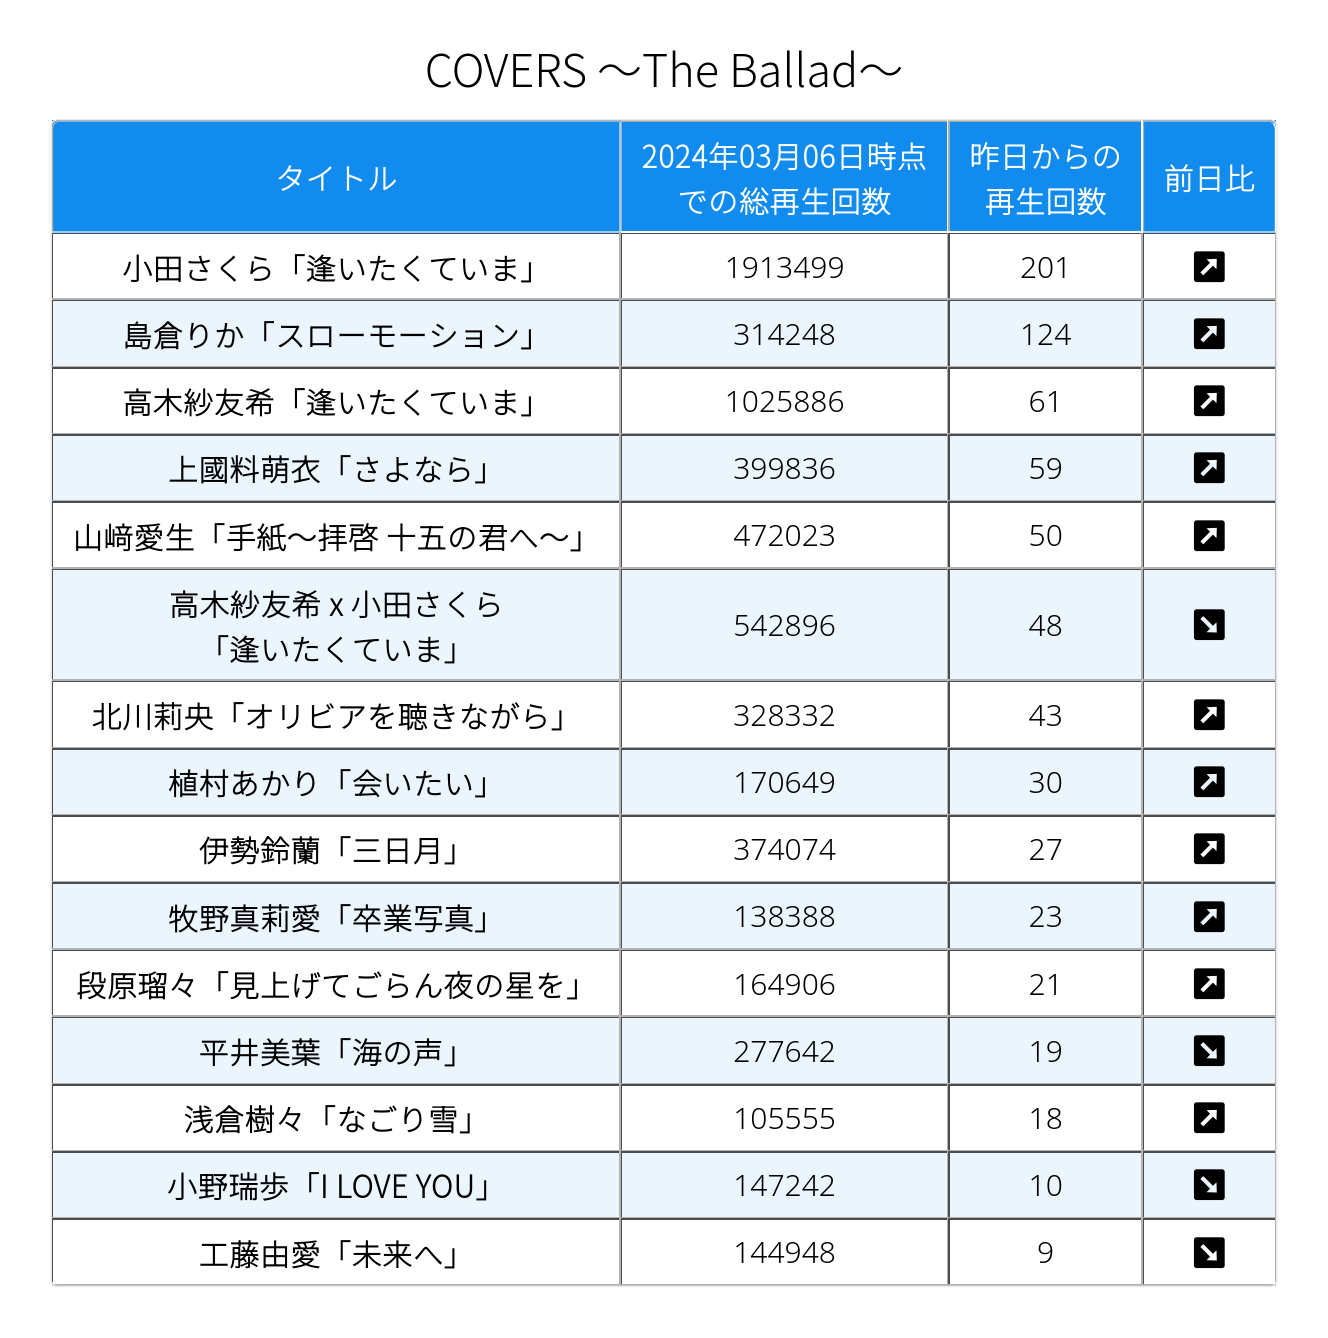 COVERS ～The Ballad～
タイトル
2024年03月06日時点
での総再生回数
昨日からの
再生回数
前日比
小田さくら「逢いたくていま」
1913499
201
島倉りか「スローモーション」
314248
124
高木紗友希「逢いたくていま」
1025886
61
上國料萌衣「さよなら」
399836
59
山﨑愛生「手紙～拝啓 十五の君へ～」
472023
50
高木紗友希 x 小田さくら
「逢いたくていま」
542896
48
北川莉央「オリビアを聴きながら」
328332
43
植村あかり「会いたい」
170649
30
伊勢鈴蘭「三日月」
374074
27
牧野真莉愛「卒業写真」
138388
23
段原瑠々「見上げてごらん夜の星を」
164906
21
平井美葉「海の声」
277642
19
浅倉樹々「なごり雪」
105555
18
小野瑞歩「I LOVE YOU」
147242
10
工藤由愛「未来へ」
144948
9